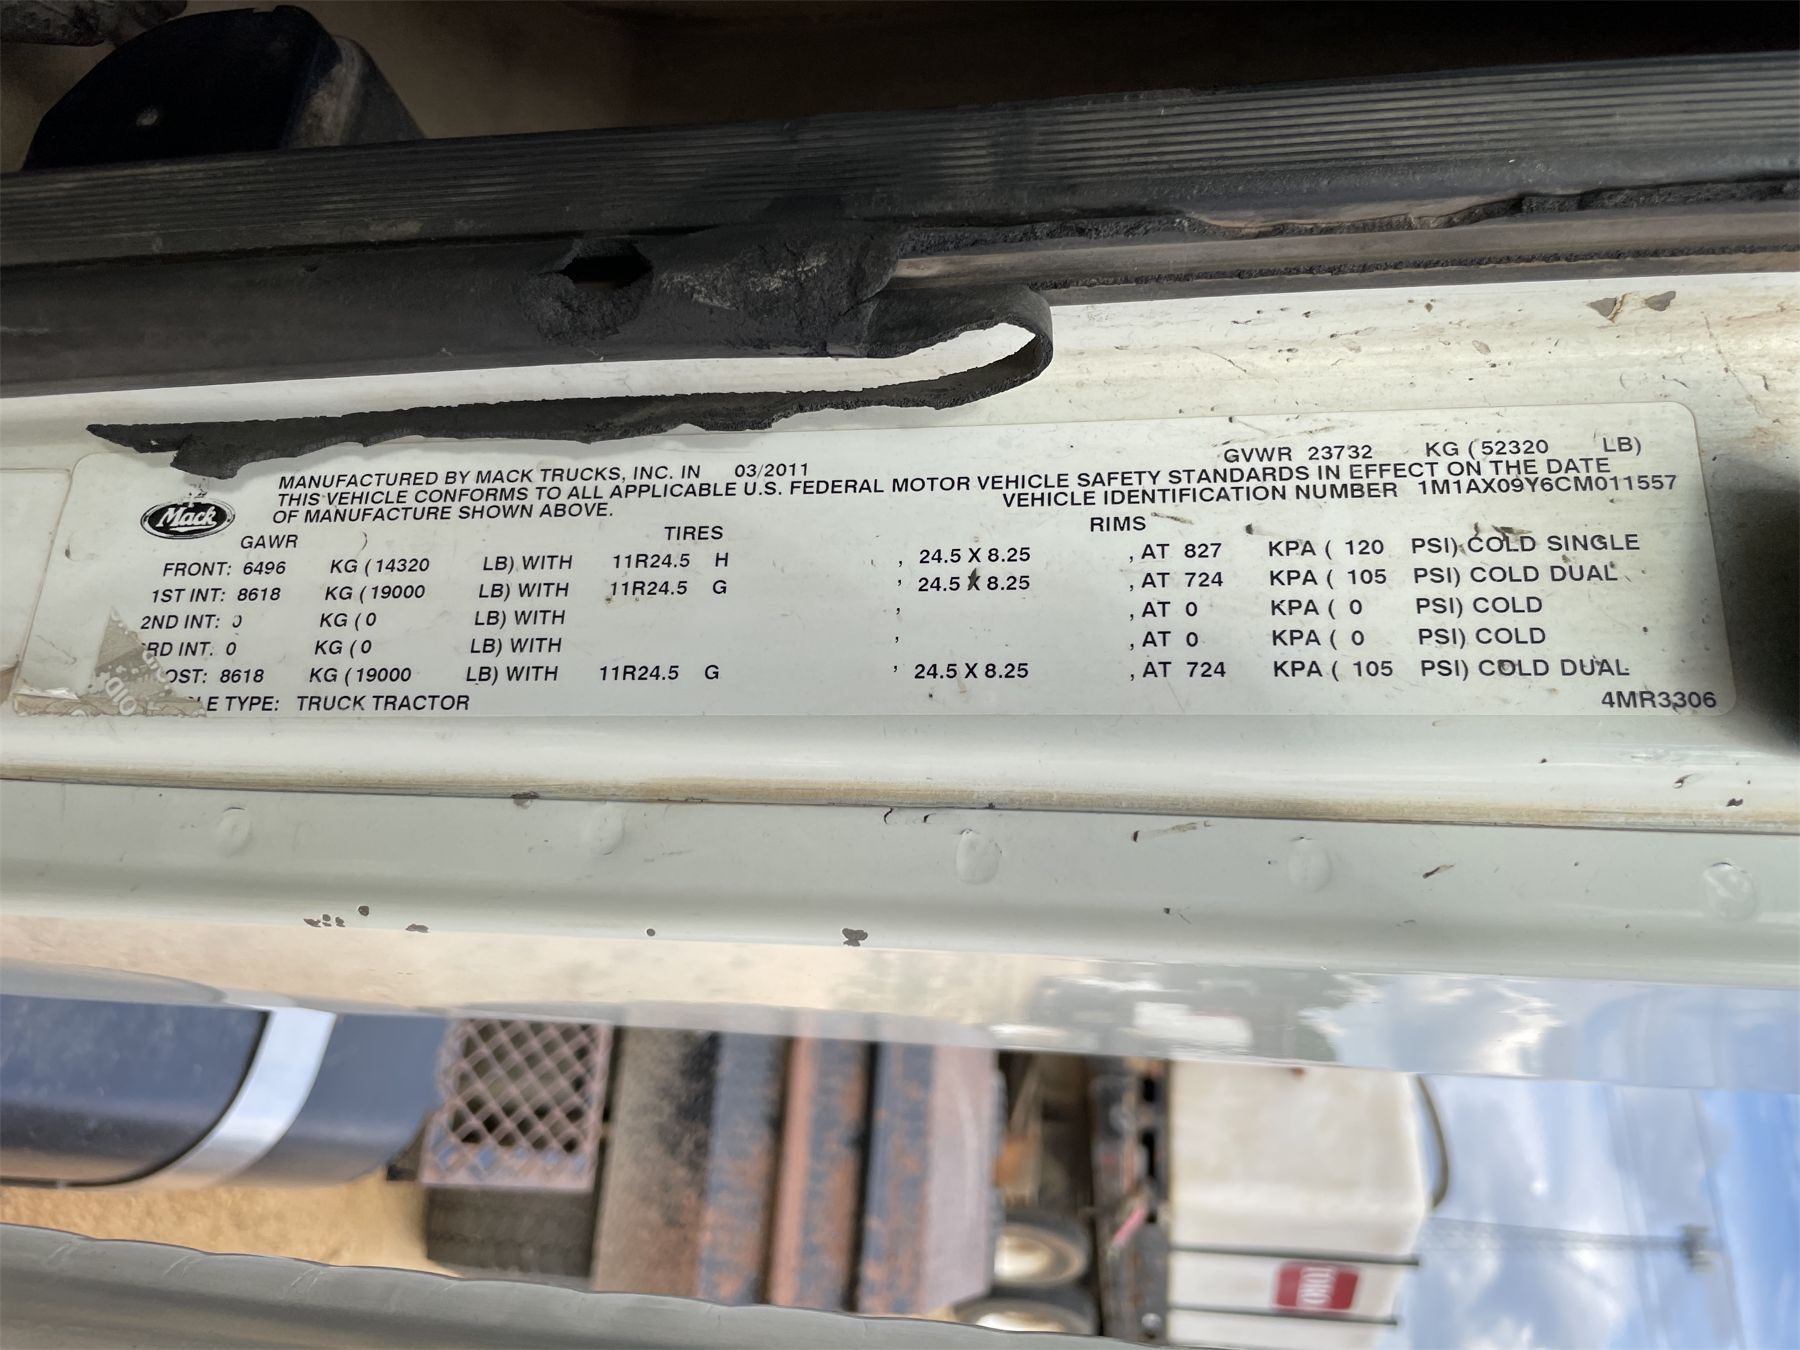 GVWR 23732 KG ( 52320 LB)
MANUFACTURED BY MACK TRUCKS, INC. IN 03/2011
THIS VEHICLE CONFORMS TO ALL APPLICABLE U.S. FEDERAL MOTOR VEHICLE SAFETY STANDARDS IN EFFECT ON THE DATE
OF MANUFACTURE SHOWN ABOVE. VEHICLE IDENTIFICATION NUMBER 1M1AX09Y6CM011557
Mack
GAWR TIRES RIMS
FRONT: 6496 KG ( 14320 LB) WITH 11R24.5 H , 24.5 X 8.25 , AT 827 KPA ( 120 PSI) COLD SINGLE
1ST INT: 8618 KG ( 19000 LB) WITH 11R24.5 G , 24.5 X 8.25 , AT 724 KPA ( 105 PSI) COLD DUAL
2ND INT: 0 KG ( 0 LB) WITH , , AT 0 KPA ( 0 PSI) COLD
RD INT. 0 KG ( 0 LB) WITH , , AT 0 KPA ( 0 PSI) COLD
OST: 8618 KG ( 19000 LB) WITH 11R24.5 G , 24.5 X 8.25 , AT 724 KPA ( 105 PSI) COLD DUAL
LE TYPE: TRUCK TRACTOR 4MR3306
TORO